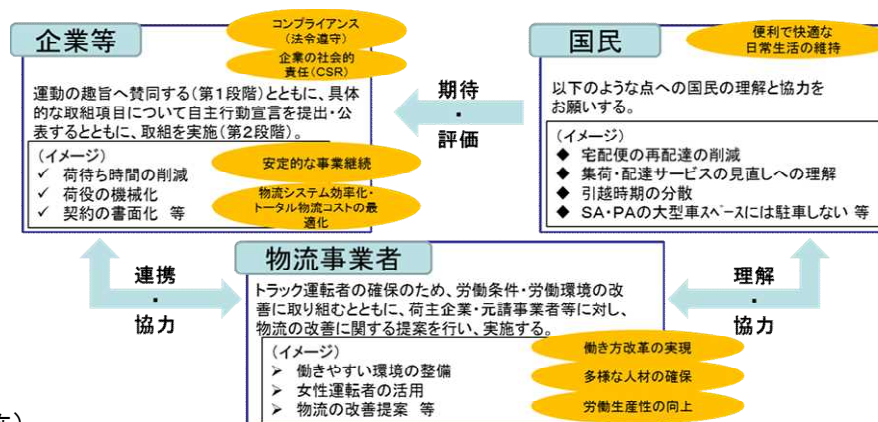 企業等
コンプライアンス
(法令遵守)
企業の社会的
責任(CSR)
運動の趣旨へ賛同する(第1段階)とともに、具体
的な取組項目について自主行動宣言を提出・公
表するとともに、取組を実施(第2段階)。
(イメージ)
✓ 荷待ち時間の削減
✓ 荷役の機械化
✓ 契約の書面化 等
安定的な事業継続
物流システム効率化・
トータル物流コストの最
適化
期待
・
評価
国民
便利で快適な
日常生活の維持
以下のような点への国民の理解と協力を
お願いする。
(イメージ)
◆ 宅配便の再配達の削減
◆ 集荷・配達サービスの見直しへの理解
◆ 引越時期の分散
◆ SA・PAの大型車スペースには駐車しない 等
連携
・
協力
物流事業者
トラック運転者の確保のため、労働条件・労働環境の改
善に取り組むとともに、荷主企業・元請事業者等に対し、
物流の改善に関する提案を行い、実施する。
(イメージ)
➢ 働きやすい環境の整備
➢ 女性運転者の活用
➢ 物流の改善提案 等
働き方改革の実現
多様な人材の確保
労働生産性の向上
理解
・
協力